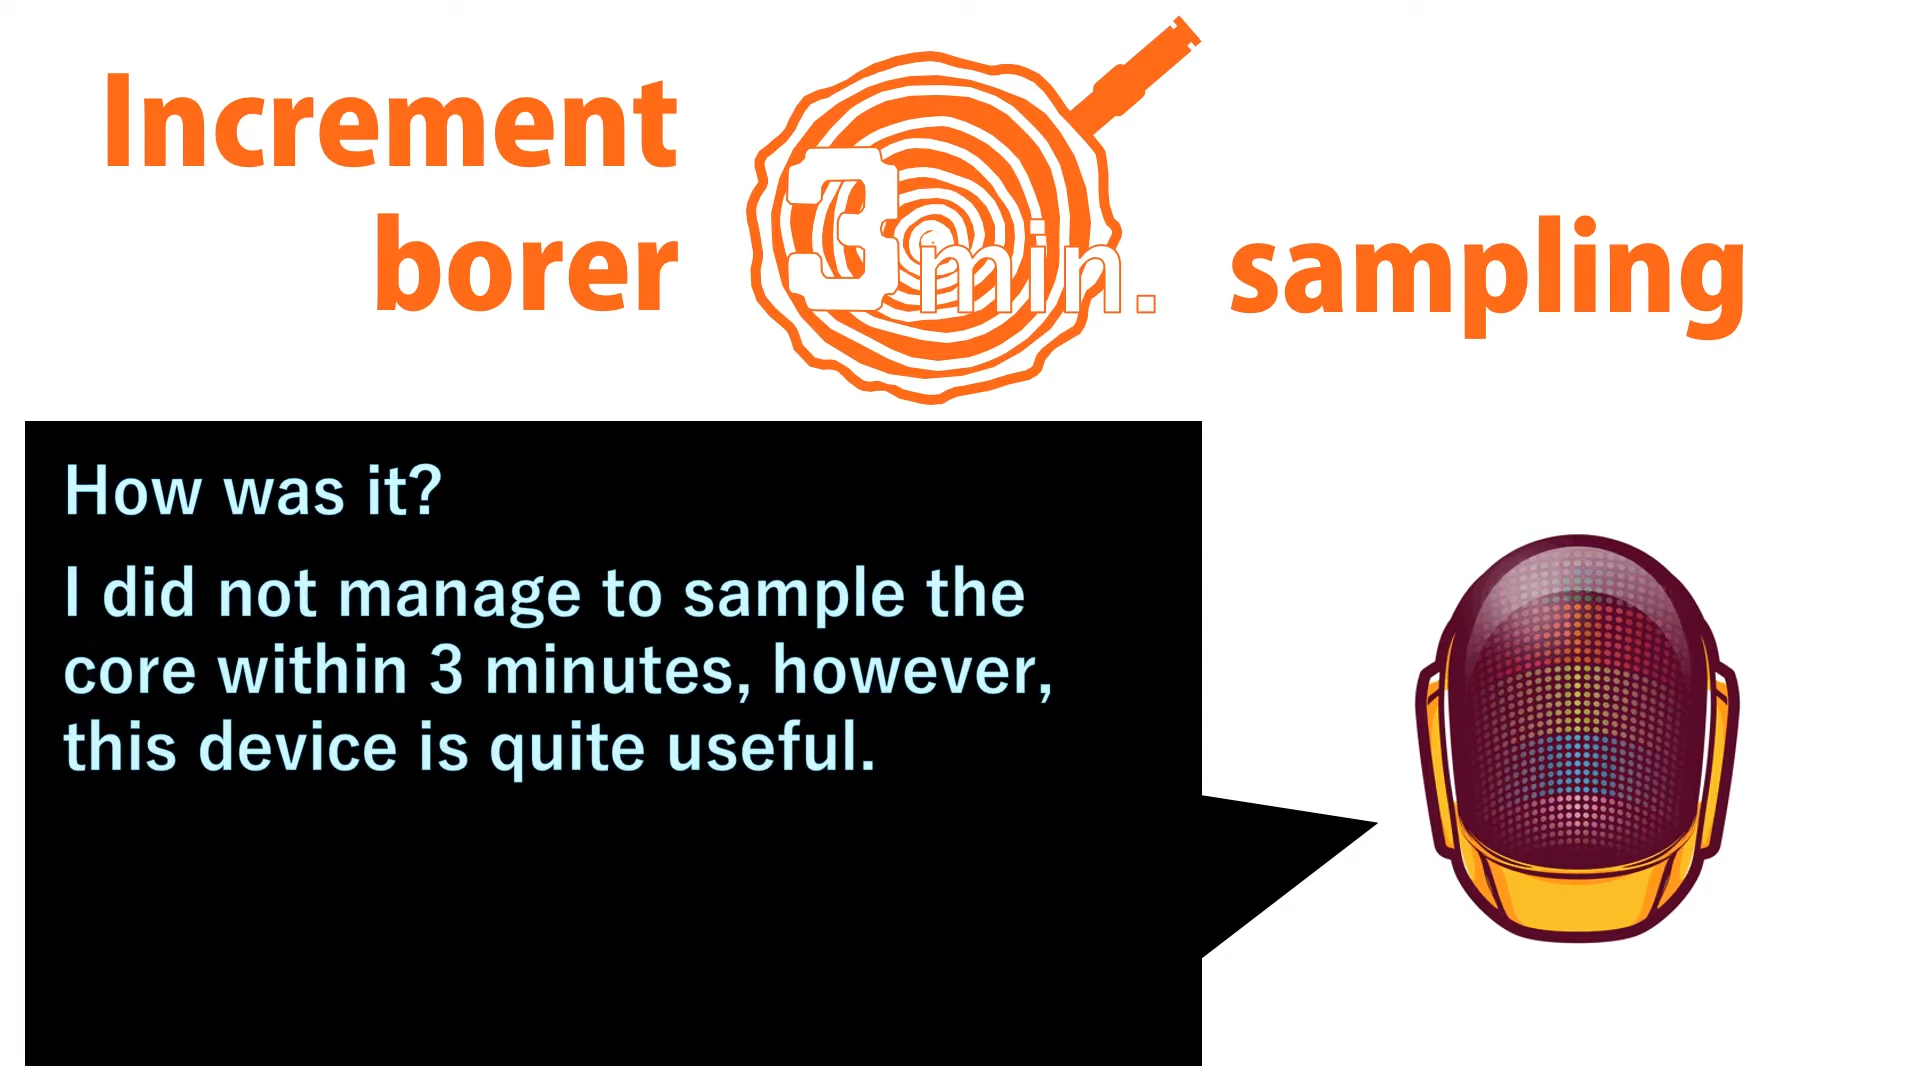 Increment
borer
3min.
sampling
How was it?
I did not manage to sample the
core within 3 minutes, however,
this device is quite useful.